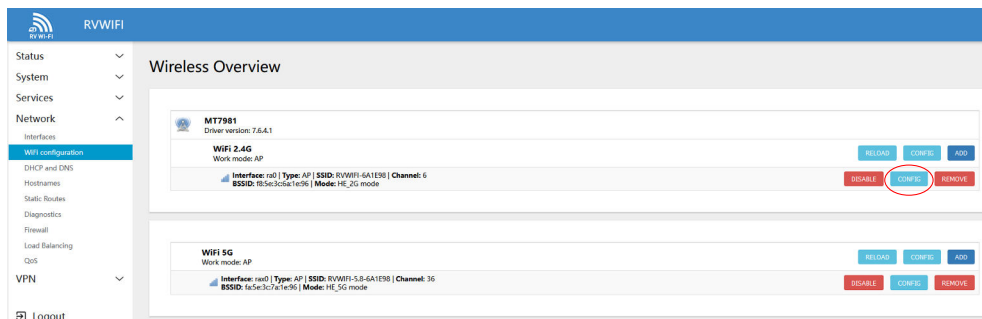 RV WI-FI
RVWIFI
Status
System
Services
Network
Interfaces
WiFi configuration
DHCP and DNS
Hostnames
Static Routes
Diagnostics
Firewall
Load Balancing
QoS
VPN
Logout
Wireless Overview
MT7981
Driver version: 7.6.4.1
WiFi 2.4G
Work mode: AP
RELOAD CONFIG ADD
Interface: ra0 | Type: AP | SSID: RVWIFI-6A1E98 | Channel: 6
BSSID: f8:5e:3c:6a:1e:96 | Mode: HE_2G mode
DISABLE CONFIG REMOVE
WiFi 5G
Work mode: AP
RELOAD CONFIG ADD
Interface: rax0 | Type: AP | SSID: RVWIFI-5.8-6A1E98 | Channel: 36
BSSID: fa:5e:3c:7a:1e:96 | Mode: HE_5G mode
DISABLE CONFIG REMOVE